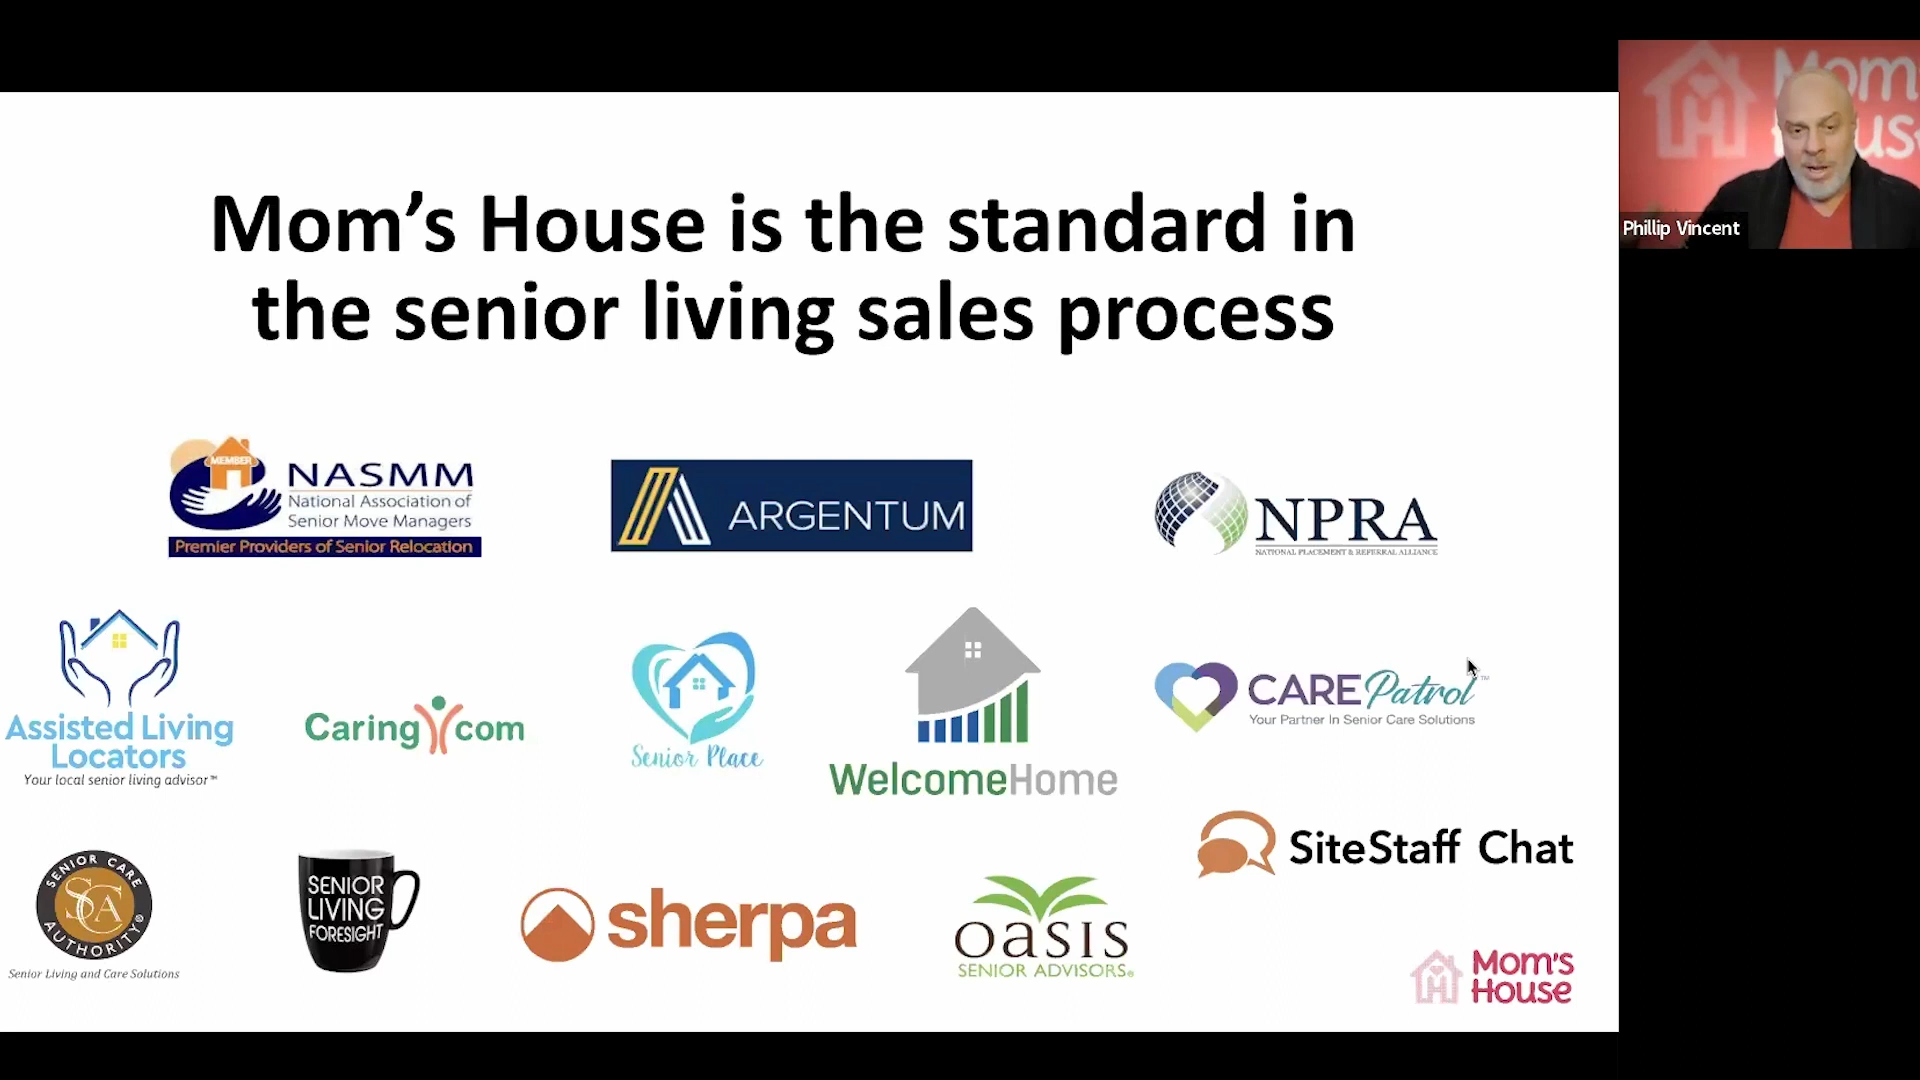 Mom's
House
Phillip Vincent
Mom’s House is the standard in
the senior living sales process
MEMBER
NASMM
National Association of
Senior Move Managers
Premier Providers of Senior Relocation
ARGENTUM
NPRA
NATIONAL PLACEMENT & REFERRAL ALLIANCE
Assisted Living
Locators
Your local senior living advisor™
Caring.com
Senior Place
WelcomeHome
CAREPatrol™
Your Partner In Senior Care Solutions
SENIOR CARE
SCA
AUTHORITY®
Senior Living and Care Solutions
SENIOR
LIVING
FORESIGHT
sherpa
oasis
SENIOR ADVISORS®
SiteStaff Chat
Mom's
House